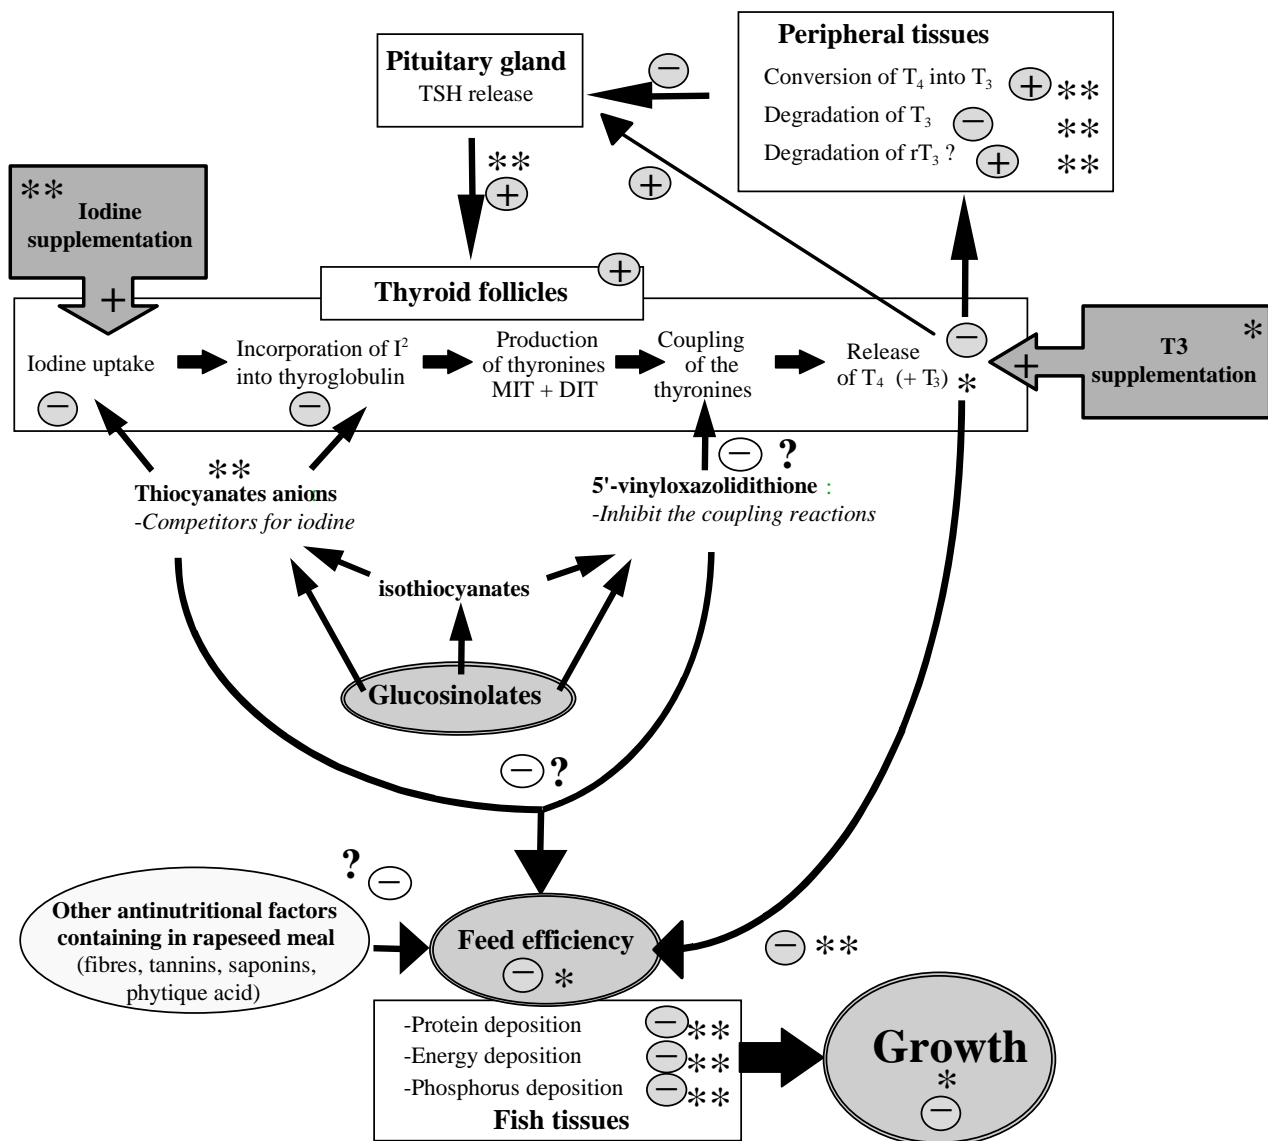 Peripheral tissues
Conversion of T4 into T3 + **
Degradation of T3 − **
Degradation of rT3 ? + **
Pituitary gland
TSH release
−
**
+
+
**
Iodine
supplementation
+
Thyroid follicles +
Iodine uptake
−
Incorporation of I2
into thyroglobulin
−
Production
of thyronines
MIT + DIT
Coupling
of the
thyronines
Release
of T4 (+ T3)
−
*
+
*
T3
supplementation
**
Thiocyanates anions :
-Competitors for iodine
− ?
5'-vinyloxazolidithione :
-Inhibit the coupling reactions
isothiocyanates
Glucosinolates
− ?
? −
Other antinutritional factors
containing in rapeseed meal
(fibres, tannins, saponins,
phytique acid)
Feed efficiency
− *
− **
-Protein deposition − **
-Energy deposition − **
-Phosphorus deposition − **
Fish tissues
Growth
*
−